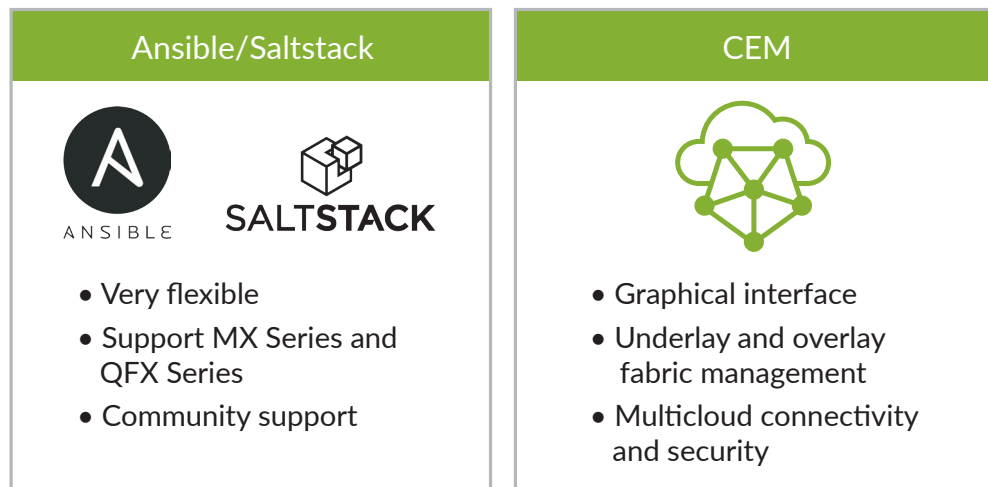 Ansible/Saltstack
ANSIBLE
SALTSTACK
• Very flexible
• Support MX Series and
QFX Series
• Community support
CEM
• Graphical interface
• Underlay and overlay
fabric management
• Multicloud connectivity
and security